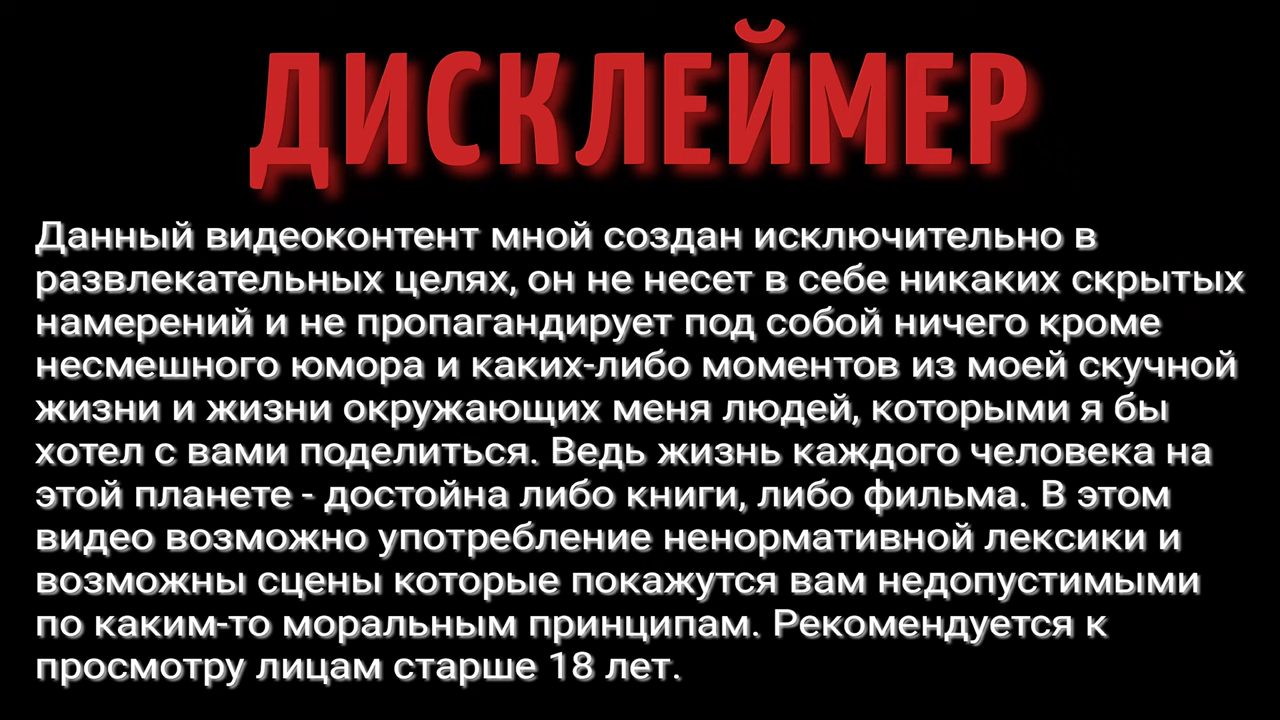 ДИСКЛЕЙМЕР
Данный видеоконтент мной создан исключительно в
развлекательных целях, он не несет в себе никаких скрытых
намерений и не пропагандирует под собой ничего кроме
несмешного юмора и каких-либо моментов из моей скучной
жизни и жизни окружающих меня людей, которыми я бы
хотел с вами поделиться. Ведь жизнь каждого человека на
этой планете - достойна либо книги, либо фильма. В этом
видео возможно употребление ненормативной лексики и
возможны сцены которые покажутся вам недопустимыми
по каким-то моральным принципам. Рекомендуется к
просмотру лицам старше 18 лет.